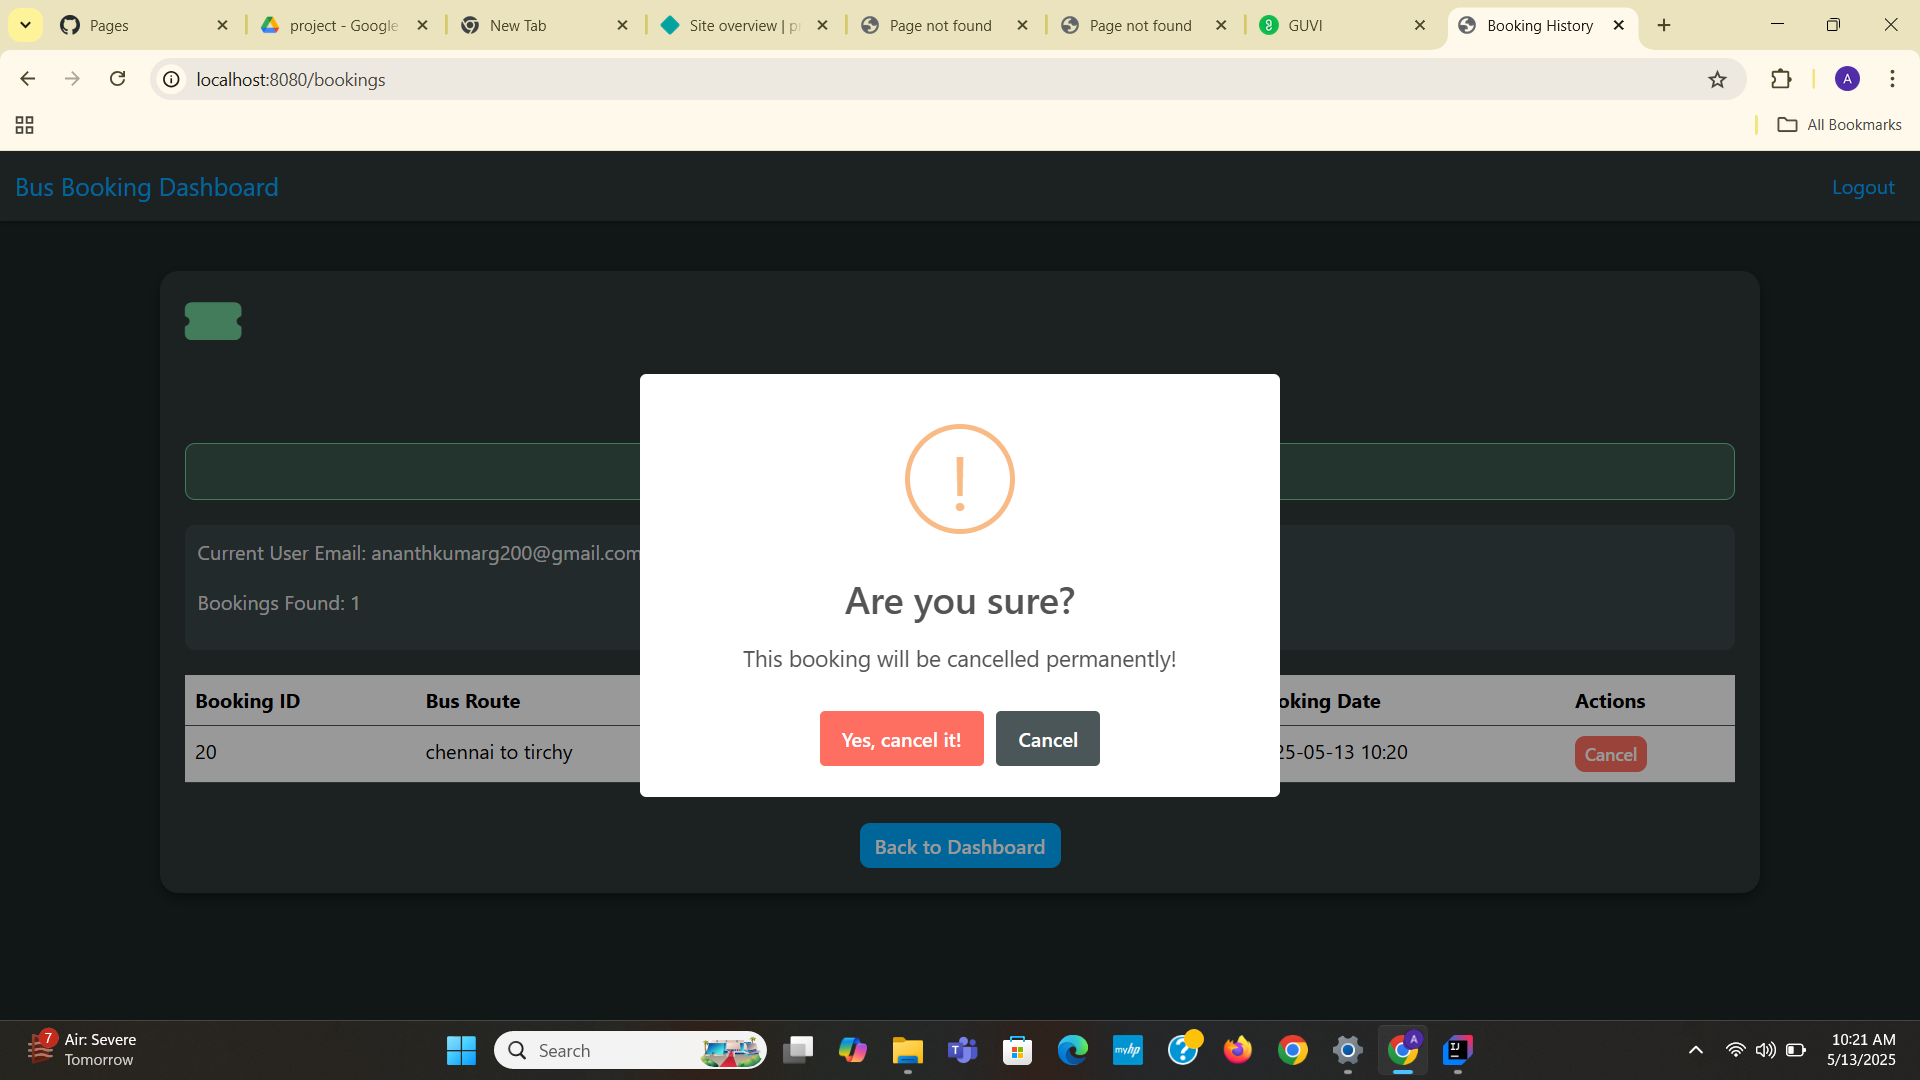 Pages
project - Google
New Tab
Site overview | p
Page not found
Page not found
GUVI
Booking History
localhost:8080/bookings
A
All Bookmarks
Bus Booking Dashboard
Logout
Current User Email: ananthkumarg200@gmail.com
Bookings Found: 1
Are you sure?
This booking will be cancelled permanently!
Yes, cancel it!
Cancel
Booking ID
Bus Route
oking Date
Actions
20
chennai to tirchy
25-05-13 10:20
Cancel
Back to Dashboard
7
Air: Severe
Tomorrow
Search
myhp
A
10:21 AM
5/13/2025